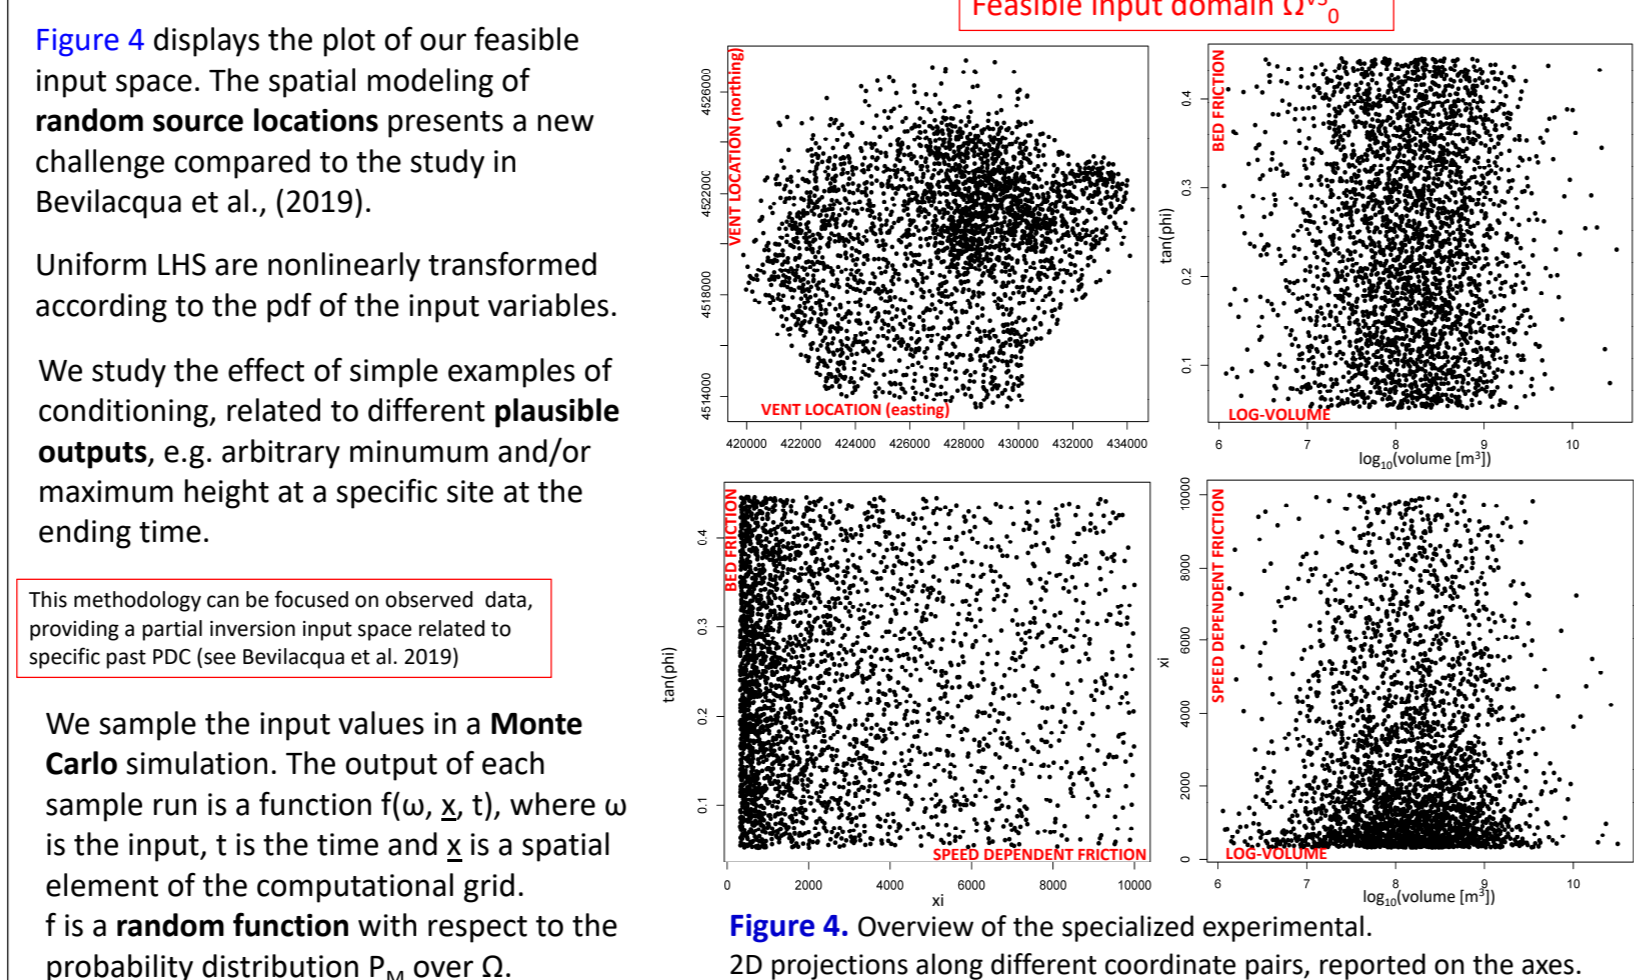 Figure 4 displays the plot of our feasible
input space. The spatial modeling of
random source locations presents a new
challenge compared to the study in
Bevilacqua et al., (2019).
Uniform LHS are nonlinearly transformed
according to the pdf of the input variables.
We study the effect of simple examples of
conditioning, related to different plausible
outputs, e.g. arbitrary minumum and/or
maximum height at a specific site at the
ending time.
This methodology can be focused on observed data,
providing a partial inversion input space related to
specific past PDC (see Bevilacqua et al. 2019)
We sample the input values in a Monte
Carlo simulation. The output of each
sample run is a function f(ω, x, t), where ω
is the input, t is the time and x is a spatial
element of the computational grid.
f is a random function with respect to the
probability distribution P_M over Ω.
Feasible input domain Ω^VS_0
VENT LOCATION (northing)
4526000
4522000
4518000
4514000
VENT LOCATION (easting)
420000 422000 424000 426000 428000 430000 432000 434000
BED FRICTION
tan(phi)
0.4
0.3
0.2
0.1
LOG-VOLUME
6 7 8 9 10
log10(volume [m³])
BED FRICTION
tan(phi)
0.4
0.3
0.2
0.1
SPEED DEPENDENT FRICTION
0 2000 4000 6000 8000 10000
xi
SPEED DEPENDENT FRICTION
xi
10000
8000
6000
4000
2000
0
LOG-VOLUME
6 7 8 9 10
log10(volume [m³])
Figure 4. Overview of the specialized experimental.
2D projections along different coordinate pairs, reported on the axes.